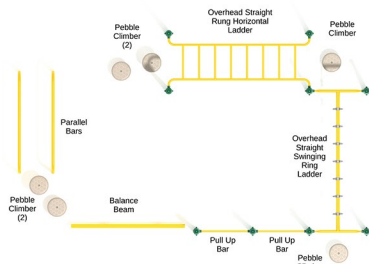 Overhead Straight
Rung Horizontal
Ladder
Pebble
Climber
(2)
Pebble
Climber
Parallel
Bars
Overhead
Straight
Swinging
Ring
Ladder
Pebble
Climber
(2)
Balance
Beam
Pull Up
Bar
Pull Up
Bar
Pebble